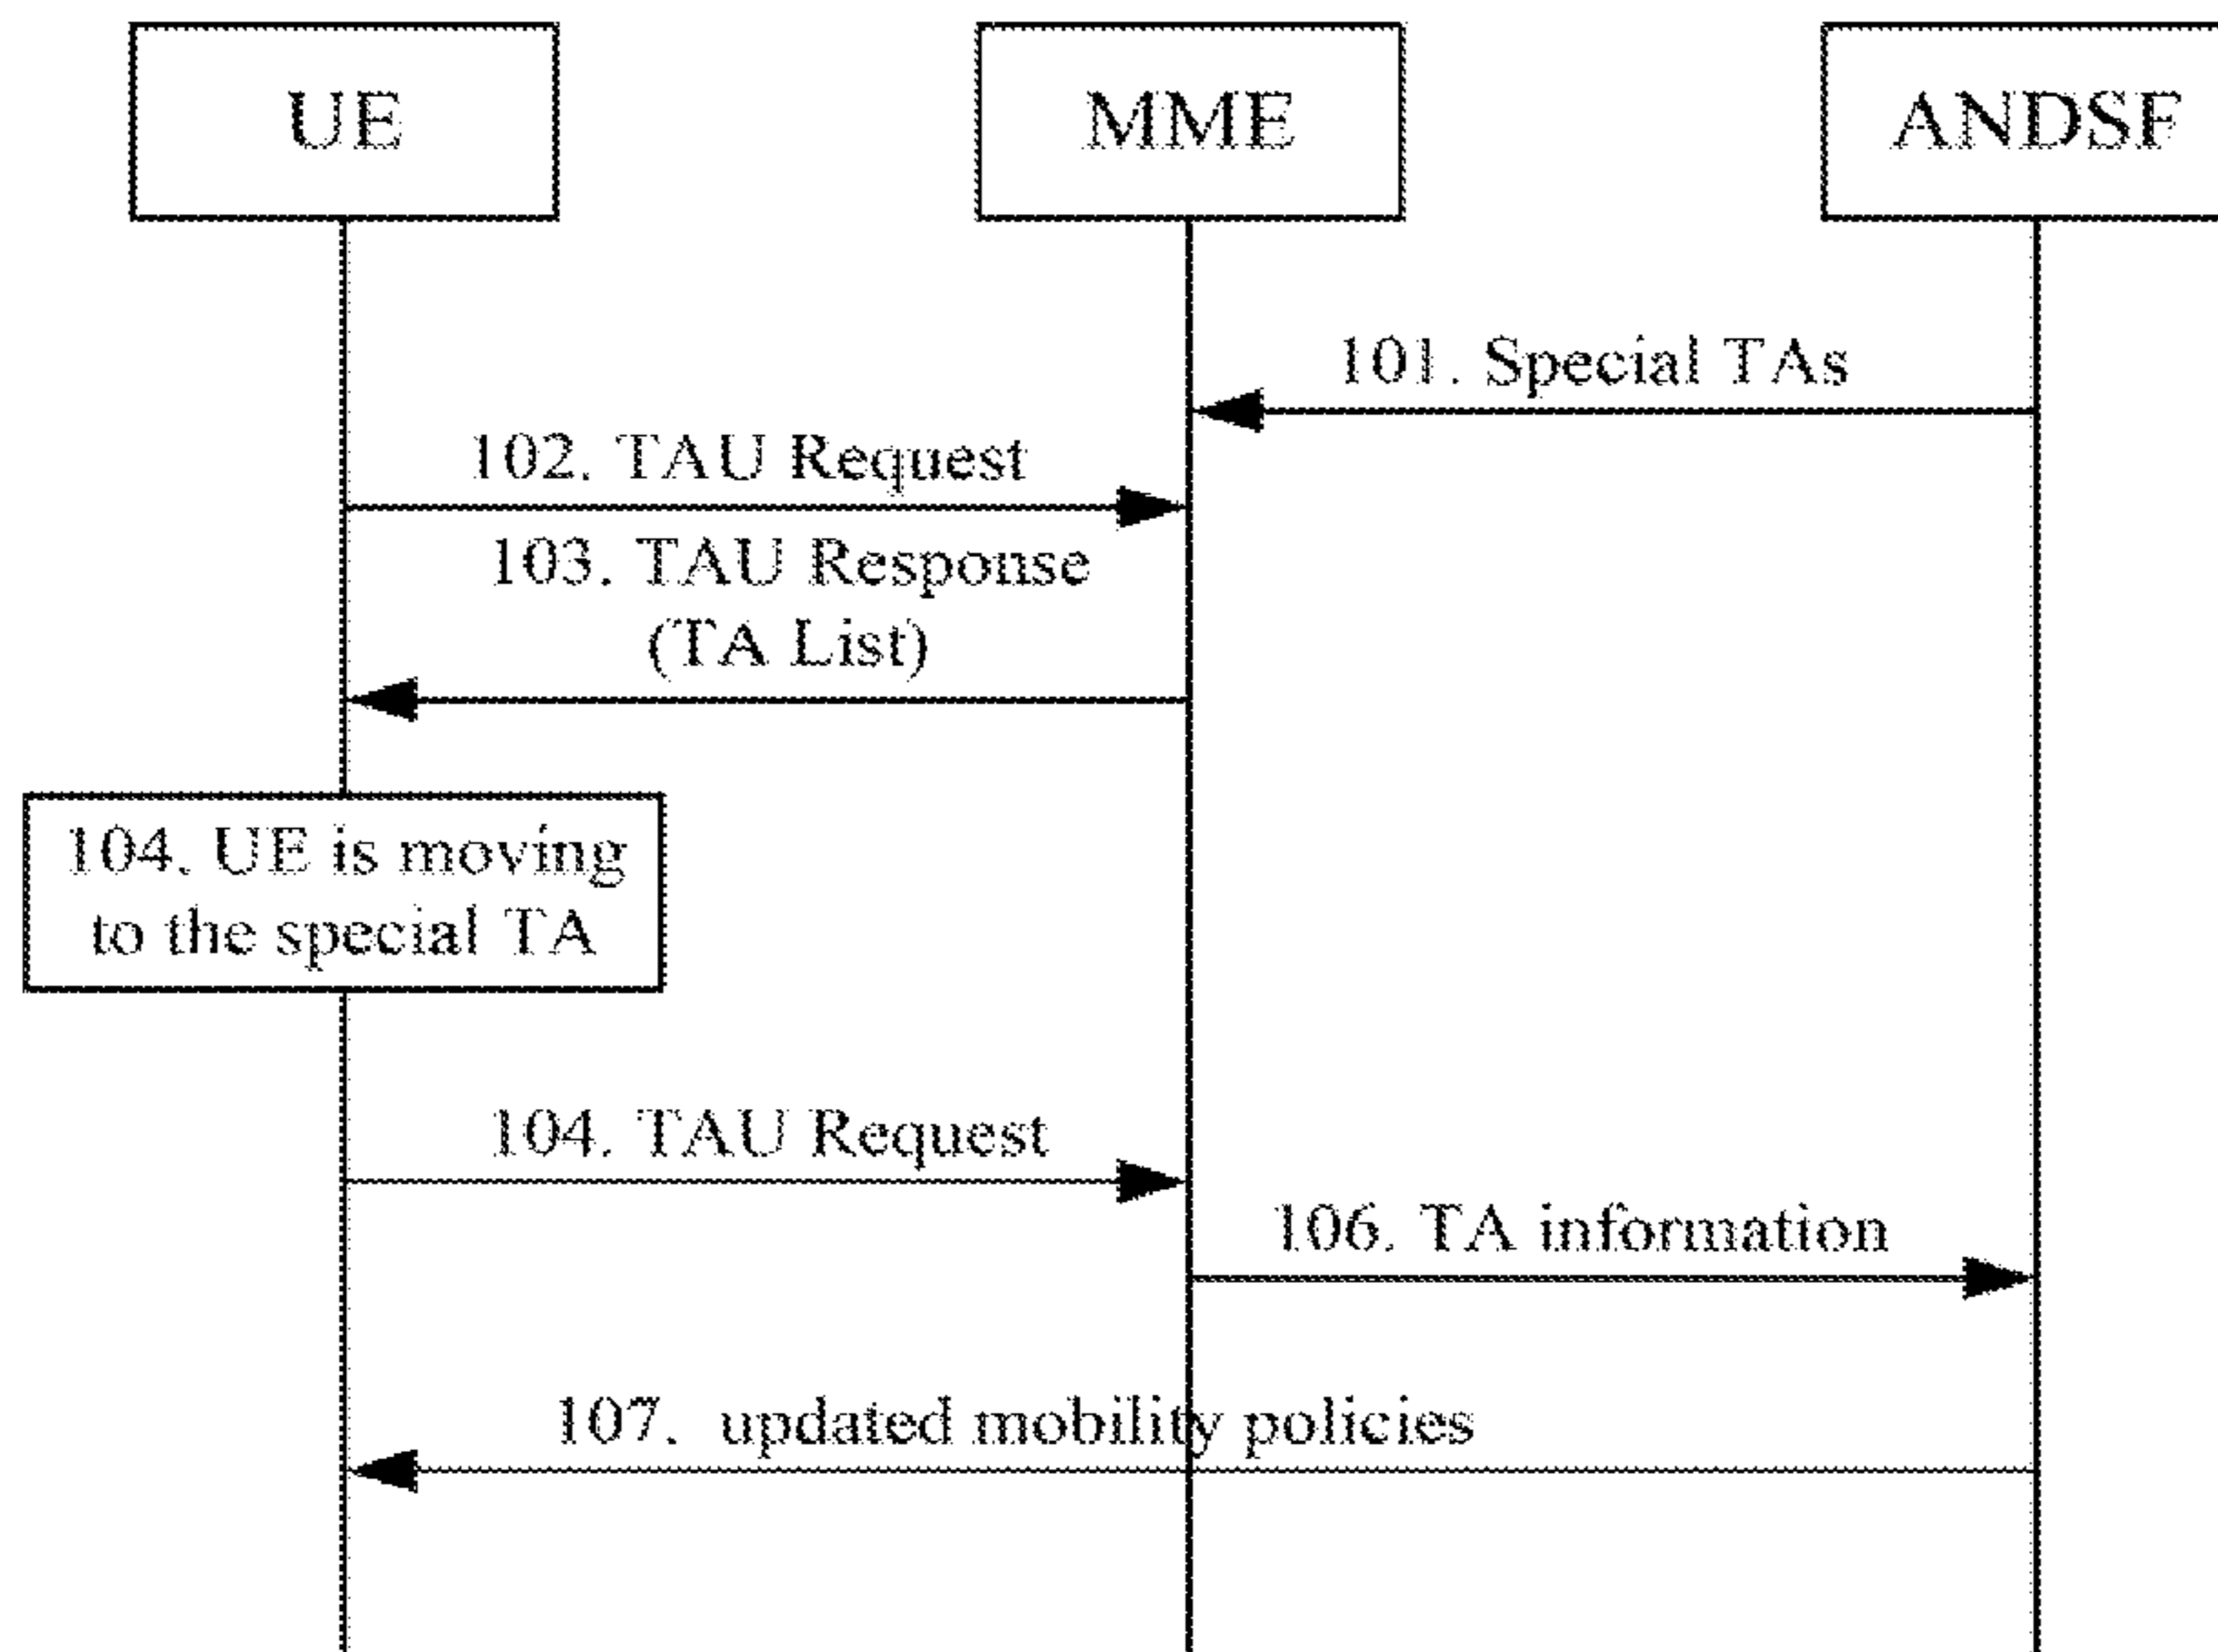 UE
MME
ANDSF
101. Special TAs
102. TAU Request
103. TAU Response
(TA List)
104. UE is moving
to the special TA
104. TAU Request
106. TA information
107. updated mobility policies